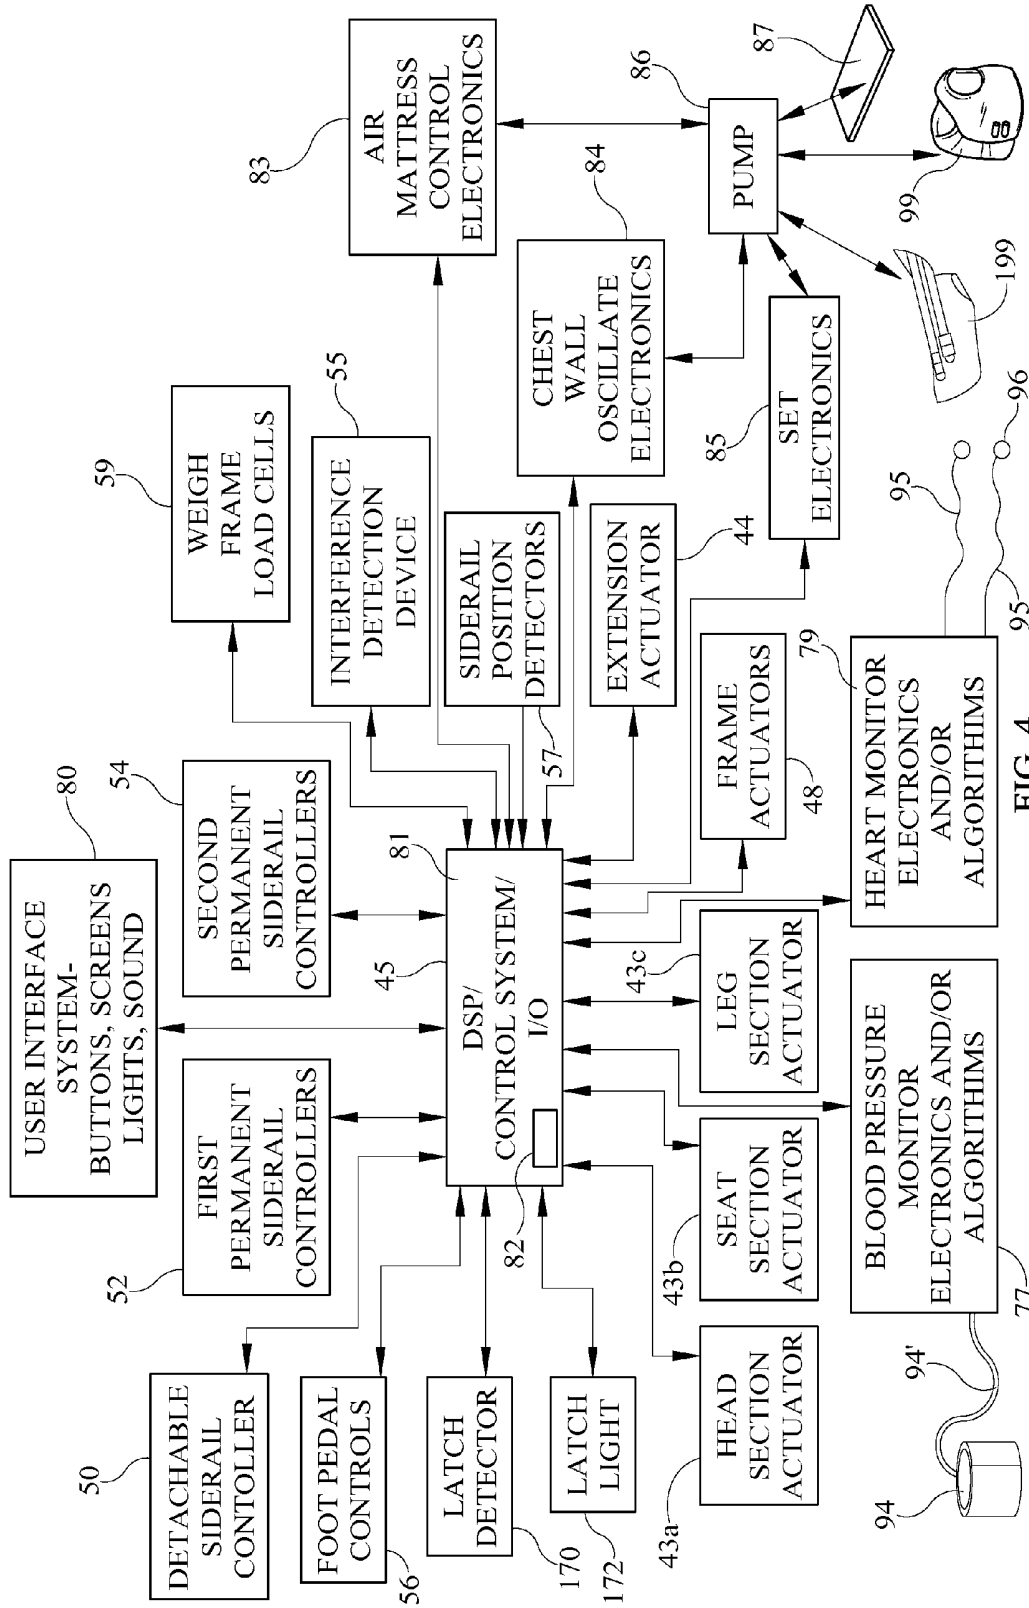 USER INTERFACE
SYSTEM-
BUTTONS, SCREENS
LIGHTS, SOUND
80
DETACHABLE
SIDERAIL
CONTOLLER
50
FIRST
PERMANENT
SIDERAIL
CONTROLLERS
52
SECOND
PERMANENT
SIDERAIL
CONTROLLERS
54
WEIGH
FRAME
LOAD CELLS
59
AIR
MATTRESS
CONTROL
ELECTRONICS
83
FOOT PEDAL
CONTROLS
56
LATCH
DETECTOR
170
LATCH
LIGHT
172
DSP/
CONTROL SYSTEM/
I/O
45
81
82
INTERFERENCE
DETECTION
DEVICE
55
SIDERAIL
POSITION
DETECTORS
57
CHEST
WALL
OSCILLATE
ELECTRONICS
84
PUMP
86
87
EXTENSION
ACTUATOR
44
SET
ELECTRONICS
85
99
199
HEAD
SECTION
ACTUATOR
43a
SEAT
SECTION
ACTUATOR
43b
LEG
SECTION
ACTUATOR
43c
FRAME
ACTUATORS
48
BLOOD PRESSURE
MONITOR
ELECTRONICS AND/OR
ALGORITHIMS
77
94
94'
HEART MONITOR
ELECTRONICS
AND/OR
ALGORITHIMS
79
95
95
96
FIG. 4